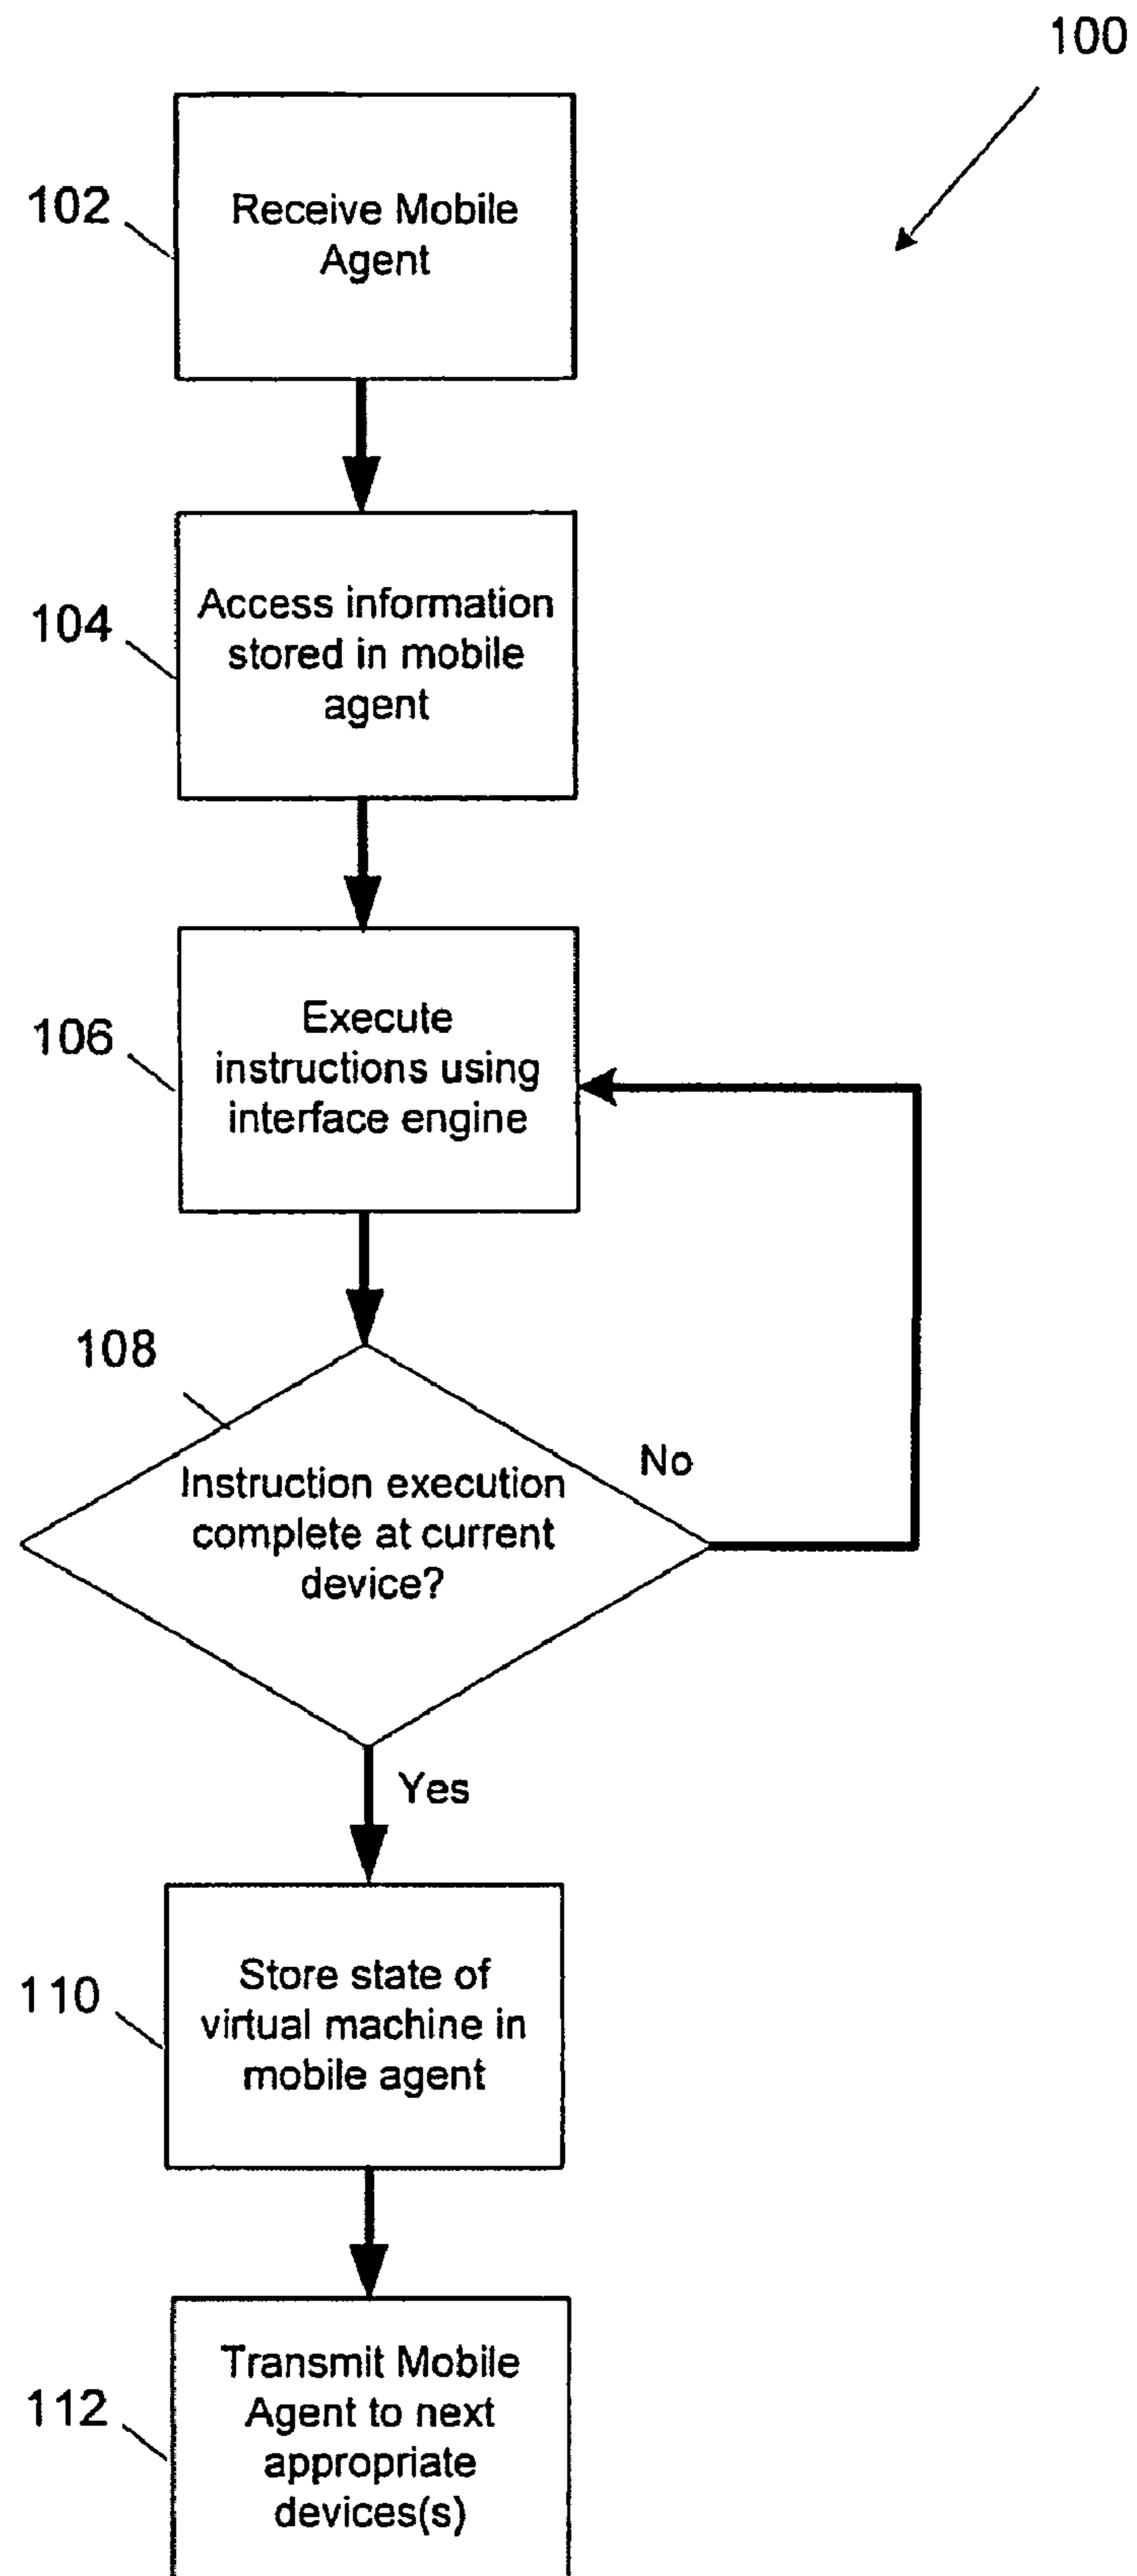 100
102
Receive Mobile
Agent
104
Access information
stored in mobile
agent
106
Execute
instructions using
interface engine
108
Instruction execution
complete at current
device?
No
Yes
110
Store state of
virtual machine in
mobile agent
112
Transmit Mobile
Agent to next
appropriate
devices(s)